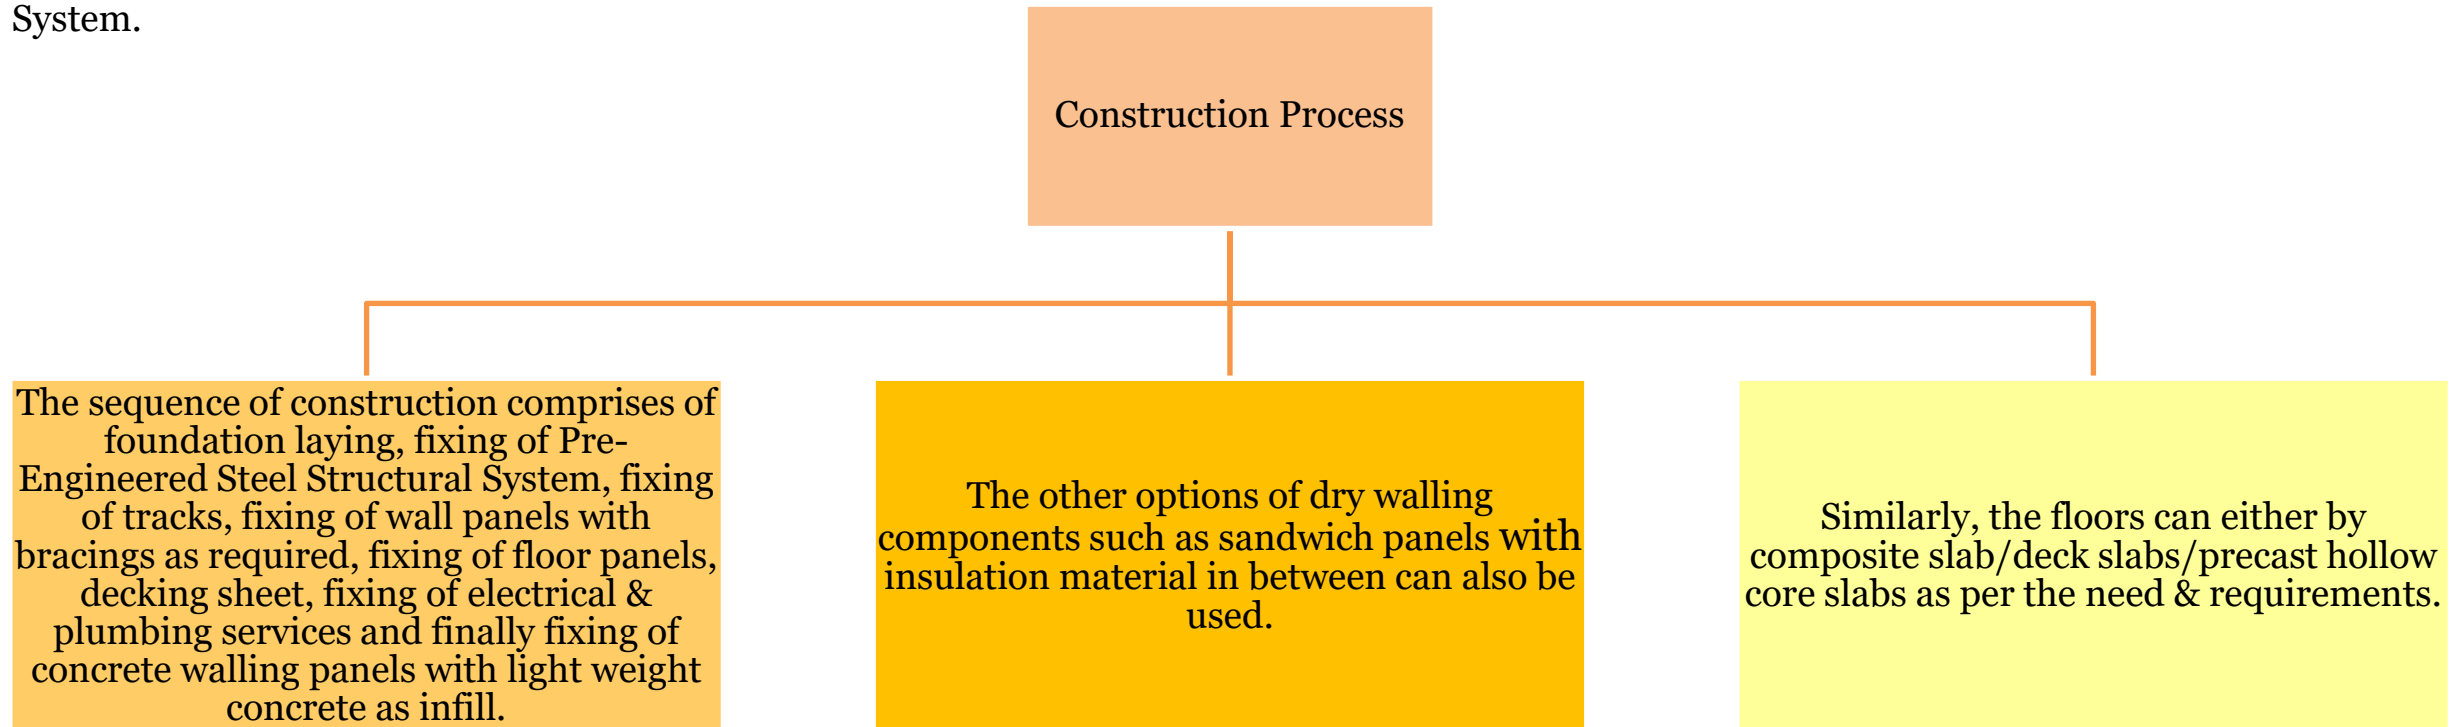 System.
Construction Process
The sequence of construction comprises of
foundation laying, fixing of Pre-
Engineered Steel Structural System, fixing
of tracks, fixing of wall panels with
bracings as required, fixing of floor panels,
decking sheet, fixing of electrical &
plumbing services and finally fixing of
concrete walling panels with light weight
concrete as infill.
The other options of dry walling
components such as sandwich panels with
insulation material in between can also be
used.
Similarly, the floors can either by
composite slab/deck slabs/precast hollow
core slabs as per the need & requirements.